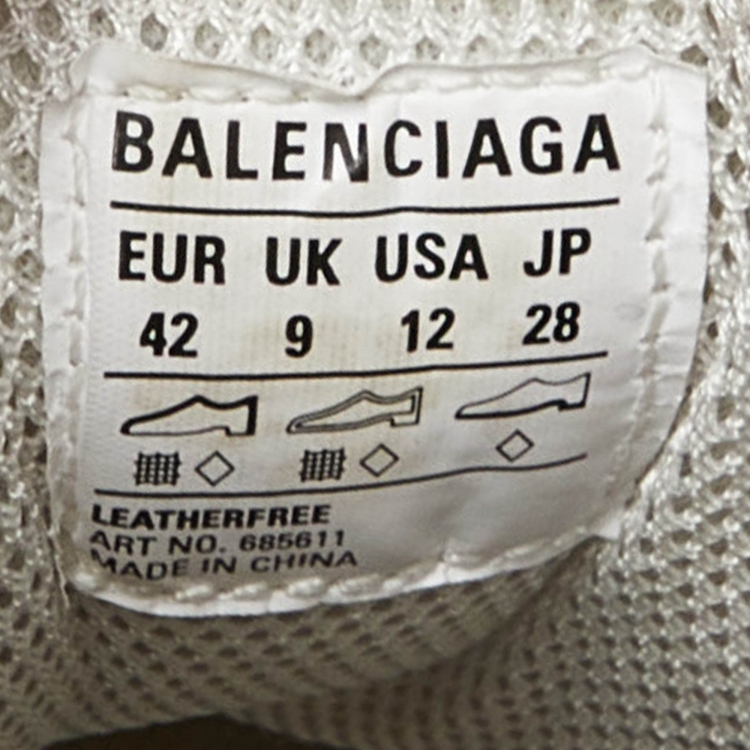 BALENCIAGA
EUR UK USA JP
42 9 12 28
LEATHERFREE
ART NO. 685611
MADE IN CHINA